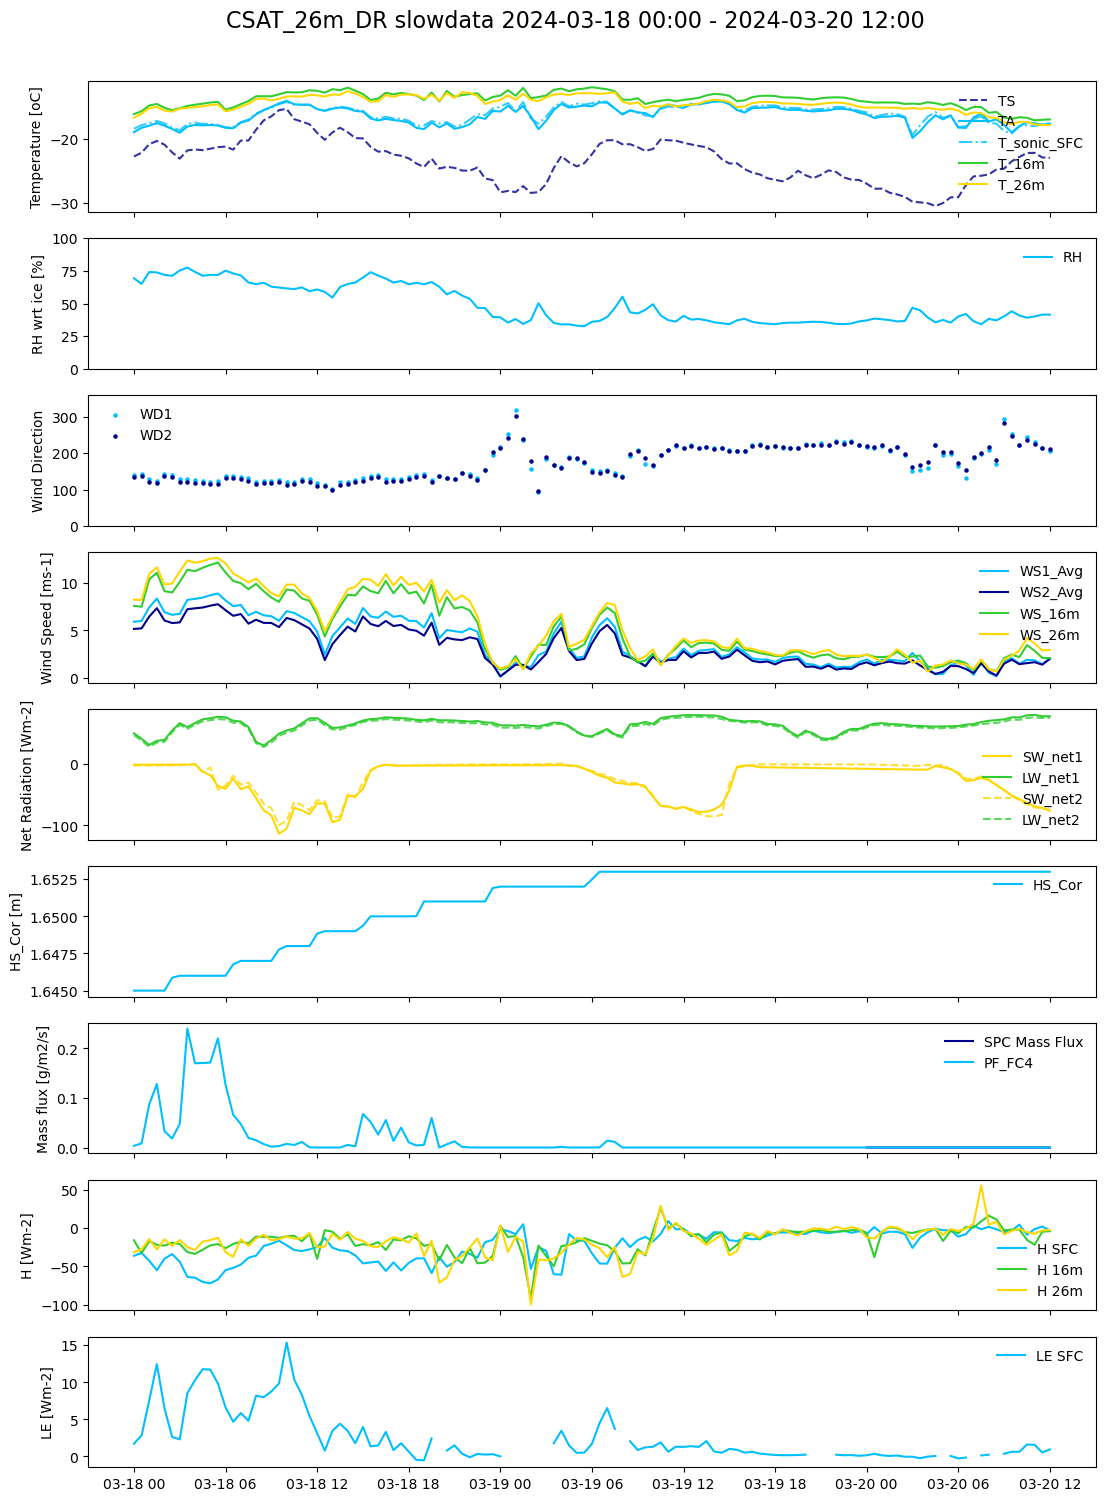 CSAT_26m_DR slowdata 2024-03-18 00:00 - 2024-03-20 12:00
Temperature [oC]
−20
−30
TS
TA
T_sonic_SFC
T_16m
T_26m
RH wrt ice [%]
100
75
50
25
0
RH
Wind Direction
300
200
100
0
WD1
WD2
Wind Speed [ms-1]
10
5
0
WS1_Avg
WS2_Avg
WS_16m
WS_26m
Net Radiation [Wm-2]
0
−100
SW_net1
LW_net1
SW_net2
LW_net2
HS_Cor [m]
1.6525
1.6500
1.6475
1.6450
HS_Cor
Mass flux [g/m2/s]
0.2
0.1
0.0
SPC Mass Flux
PF_FC4
H [Wm-2]
50
0
−50
−100
H SFC
H 16m
H 26m
LE [Wm-2]
15
10
5
0
LE SFC
03-18 00 03-18 06 03-18 12 03-18 18 03-19 00 03-19 06 03-19 12 03-19 18 03-20 00 03-20 06 03-20 12